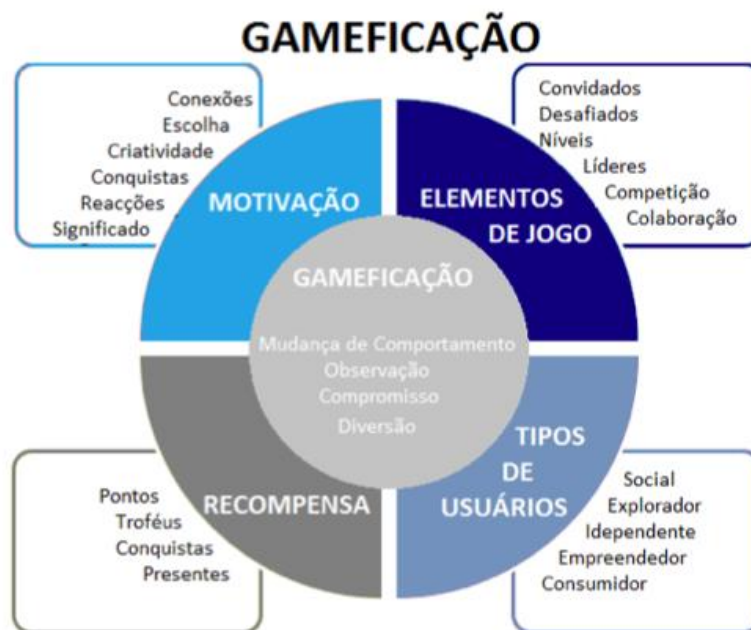 GAMEFICAÇÃO
Conexões
Escolha
Criatividade
Conquistas
Reacções
Significado
MOTIVAÇÃO
Convidados
Desafiados
Níveis
Líderes
Competição
Colaboração
ELEMENTOS
DE JOGO
GAMEFICAÇÃO
Mudança de Comportamento
Observação
Compromisso
Diversão
Pontos
Troféus
Conquistas
Presentes
RECOMPENSA
TIPOS
DE
USUÁRIOS
Social
Explorador
Idependente
Empreendedor
Consumidor